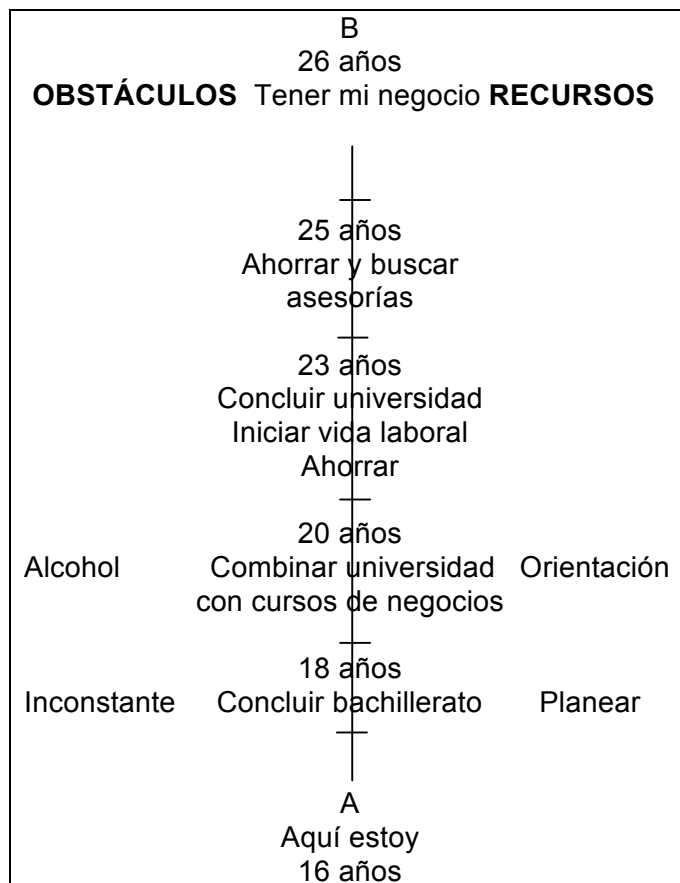 B
26 años
OBSTÁCULOS Tener mi negocio RECURSOS
25 años
Ahorrar y buscar
asesorías
23 años
Concluir universidad
Iniciar vida laboral
Ahorrar
20 años
Alcohol Combinar universidad Orientación
con cursos de negocios
18 años
Inconstante Concluir bachillerato Planear
A
Aquí estoy
16 años